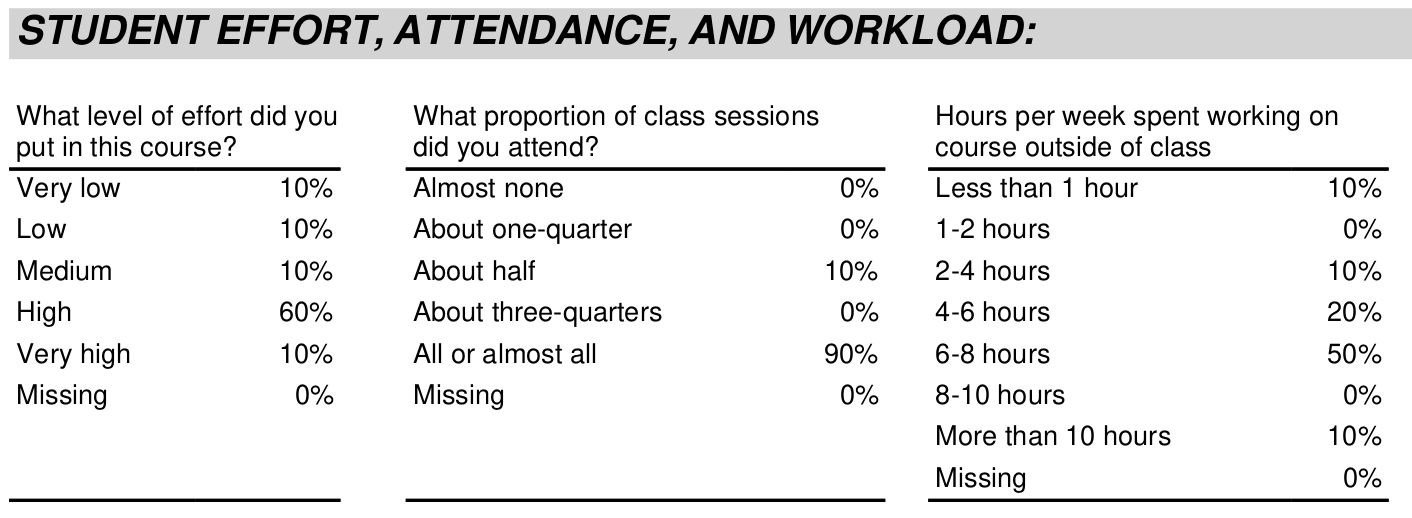 STUDENT EFFORT, ATTENDANCE, AND WORKLOAD:
What level of effort did you
put in this course?
Very low 10%
Low 10%
Medium 10%
High 60%
Very high 10%
Missing 0%
What proportion of class sessions
did you attend?
Almost none 0%
About one-quarter 0%
About half 10%
About three-quarters 0%
All or almost all 90%
Missing 0%
Hours per week spent working on
course outside of class
Less than 1 hour 10%
1-2 hours 0%
2-4 hours 10%
4-6 hours 20%
6-8 hours 50%
8-10 hours 0%
More than 10 hours 10%
Missing 0%